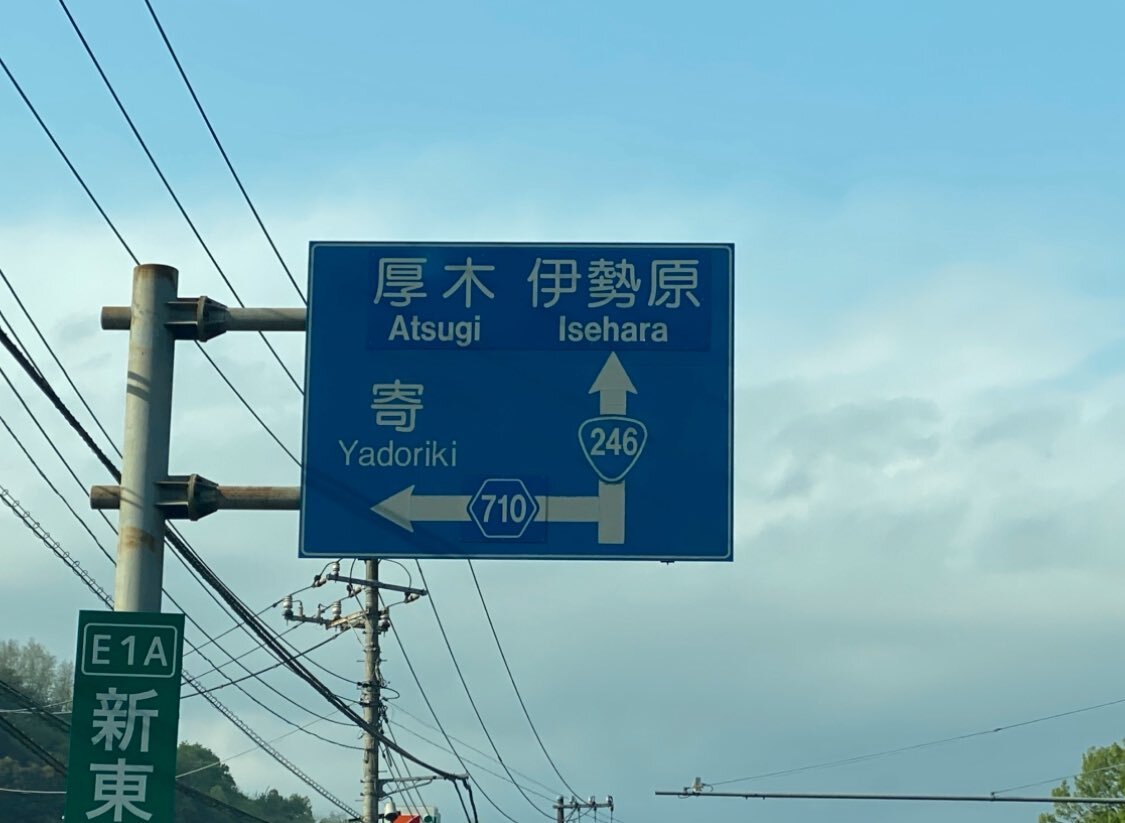 厚木 伊勢原
Atsugi Isehara
寄
Yadoriki
246
710
E1A
新
東